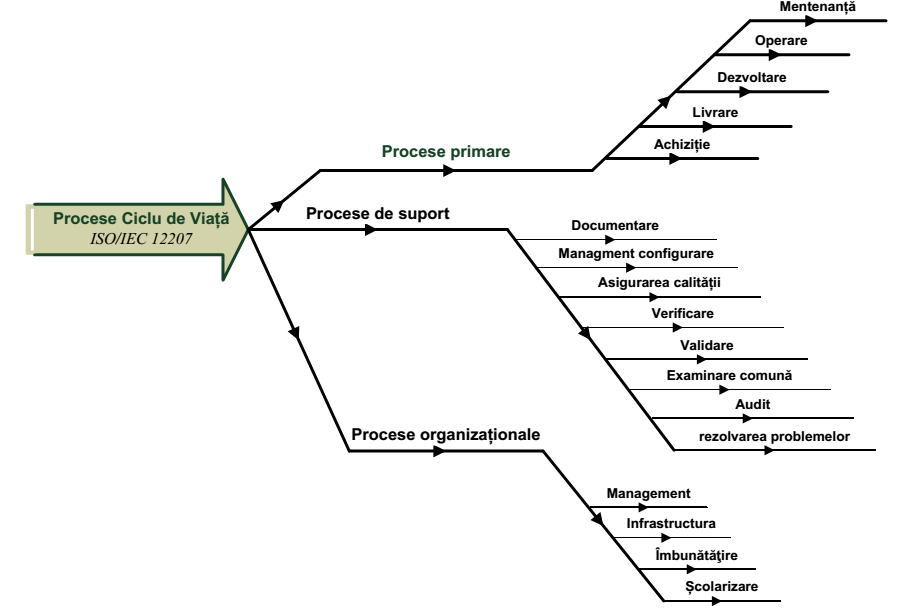 Mentenanță
Operare
Dezvoltare
Livrare
Achiziție
Procese primare
Procese Ciclu de Viață
ISO/IEC 12207
Procese de suport
Documentare
Managment configurare
Asigurarea calității
Verificare
Validare
Examinare comună
Audit
rezolvarea problemelor
Procese organizaționale
Management
Infrastructura
Îmbunătăţire
Școlarizare